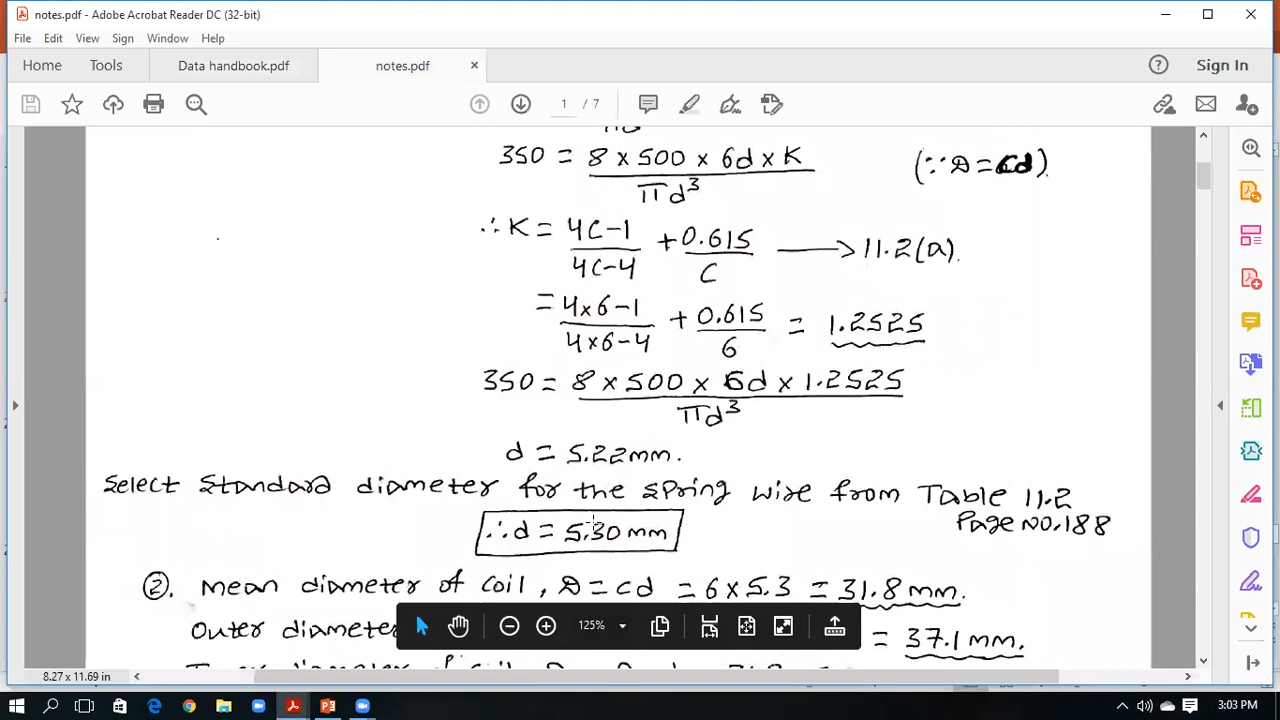 notes.pdf - Adobe Acrobat Reader DC (32-bit)
File Edit View Sign Window Help
Home Tools Data handbook.pdf notes.pdf × Sign In
1 / 7
350 = 8 × 500 × 6d × K / πd³ (∵ D = Cd).
∴ K = 4C-1 / 4C-4 + 0.615 / C → 11.2(a).
= 4×6-1 / 4×6-4 + 0.615 / 6 = 1.2525
350 = 8 × 500 × 6d × 1.2525 / πd³
d = 5.22mm.
Select Standard diameter for the spring wire from Table 11.2
Page No.188
∴ d = 5.30 mm
②. Mean diameter of coil, D = cd = 6 × 5.3 = 31.8 mm.
Outer diameter = 37.1 mm.
125%
8.27 x 11.69 in
3:03 PM